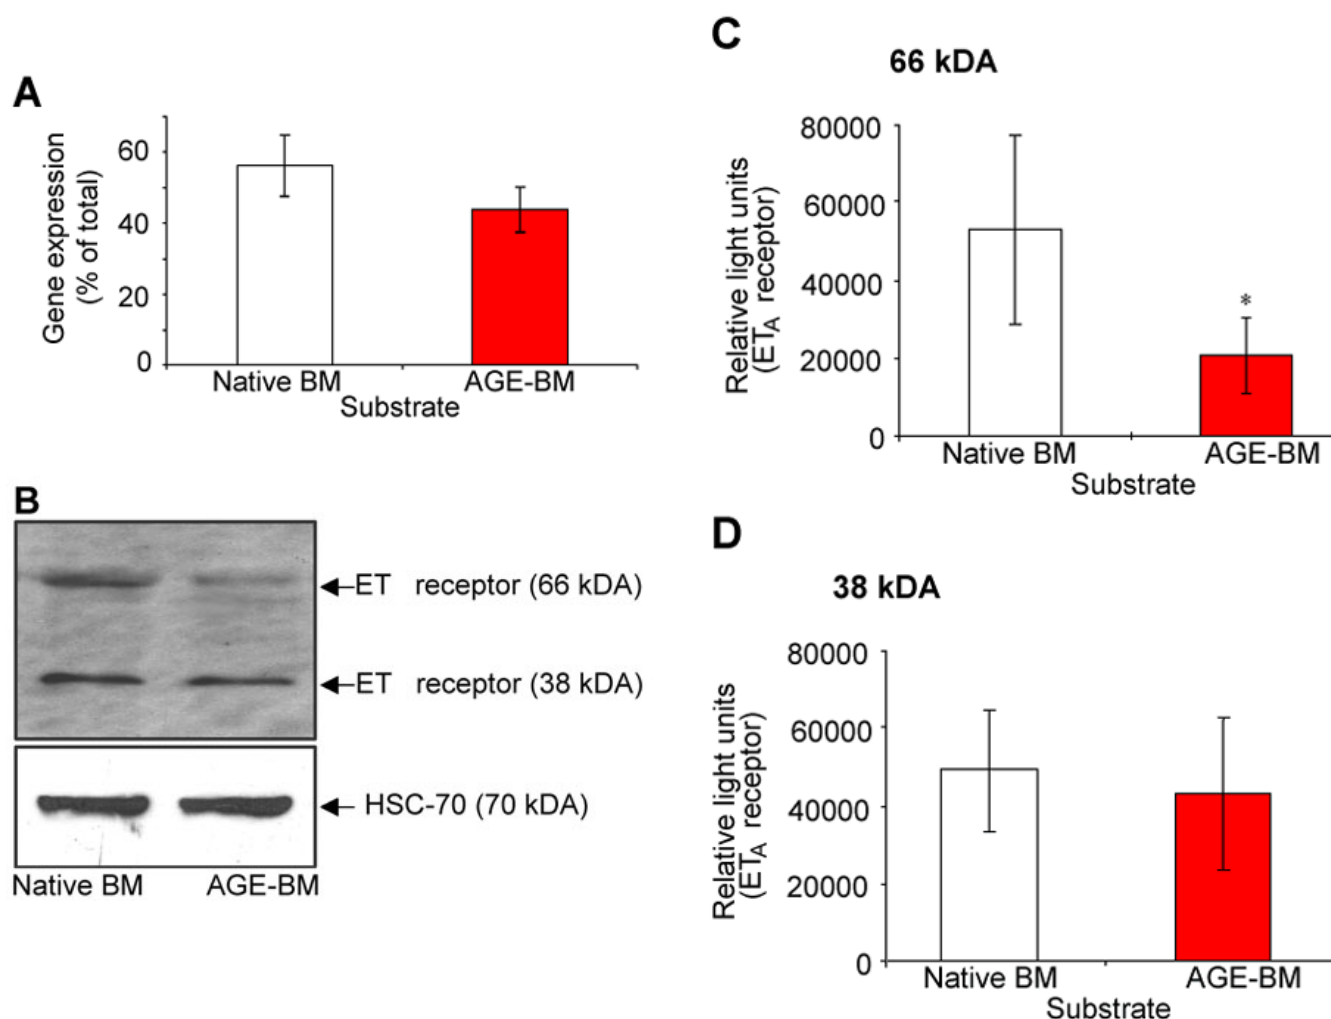 A
Gene expression
(% of total)
60
40
20
0
Native BM AGE-BM
Substrate
B
ET receptor (66 kDA)
ET receptor (38 kDA)
HSC-70 (70 kDA)
Native BM AGE-BM
C
66 kDA
Relative light units
(ETA receptor)
80000
60000
40000
20000
0
*
Native BM AGE-BM
Substrate
D
38 kDA
Relative light units
(ETA receptor)
80000
60000
40000
20000
0
Native BM AGE-BM
Substrate